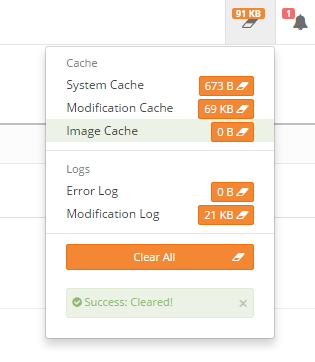 91 KB
1
Cache
System Cache 673 B
Modification Cache 69 KB
Image Cache 0 B
Logs
Error Log 0 B
Modification Log 21 KB
Clear All
Success: Cleared! ×